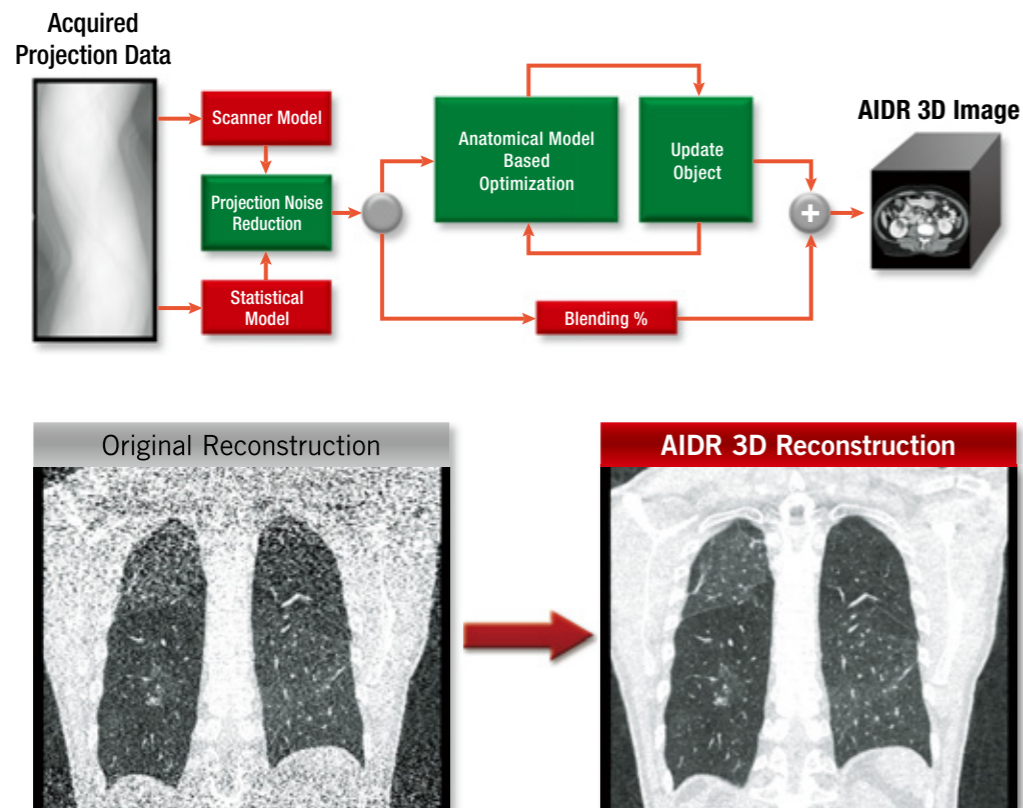 Acquired
Projection Data
Scanner Model
Projection Noise
Reduction
Statistical
Model
Anatomical Model
Based
Optimization
Update
Object
Blending %
+
AIDR 3D Image
Original Reconstruction
AIDR 3D Reconstruction